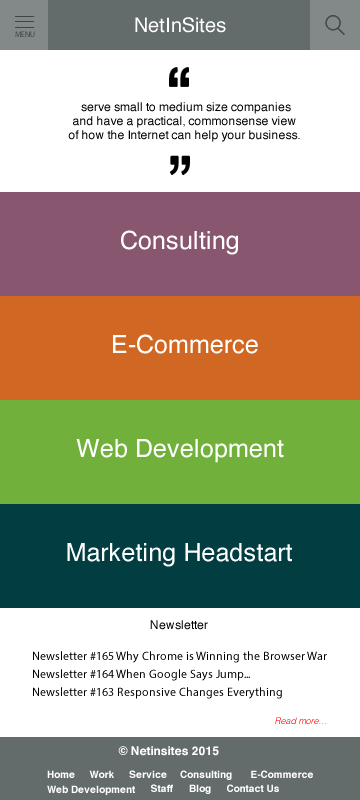 MENU
NetInSites
“
serve small to medium size companies
and have a practical, commonsense view
of how the Internet can help your business.
”
Consulting
E-Commerce
Web Development
Marketing Headstart
Newsletter
Newsletter #165 Why Chrome is Winning the Browser War
Newsletter #164 When Google Says Jump...
Newsletter #163 Responsive Changes Everything
Read more...
© Netinsites 2015
Home Work Service Consulting E-Commerce
Web Development Staff Blog Contact Us